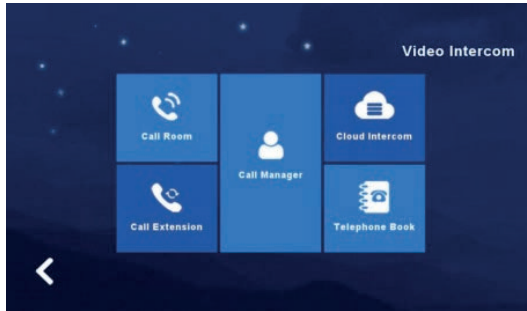 Video Intercom
Call Room
Call Manager
Cloud Intercom
Call Extension
Telephone Book